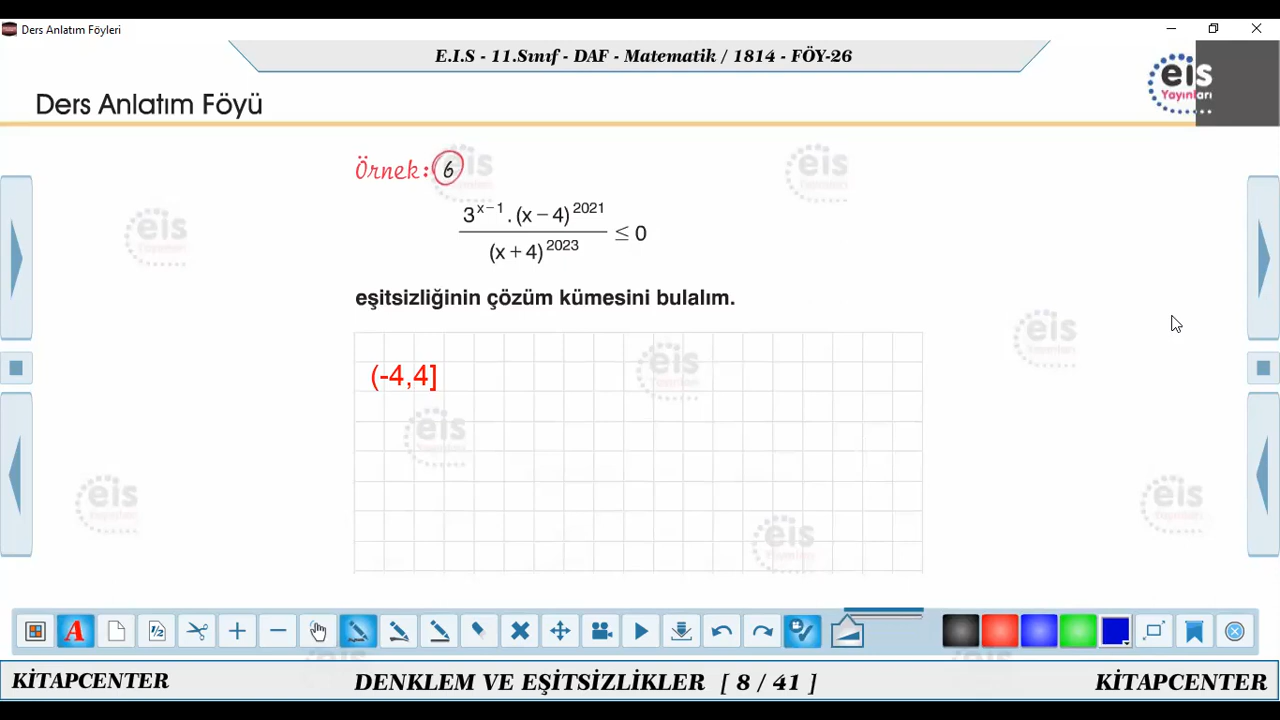 Ders Anlatım Föyleri
E.I.S - 11.Sınıf - DAF - Matematik / 1814 - FÖY-26
eis
Yayınları
Ders Anlatım Föyü
Örnek: 6
3^{x-1} . (x - 4)^{2021}
(x + 4)^{2023}
≤ 0
eşitsizliğinin çözüm kümesini bulalım.
(-4,4]
A
1/2
KİTAPCENTER
DENKLEM VE EŞİTSİZLİKLER [ 8 / 41 ]
KİTAPCENTER